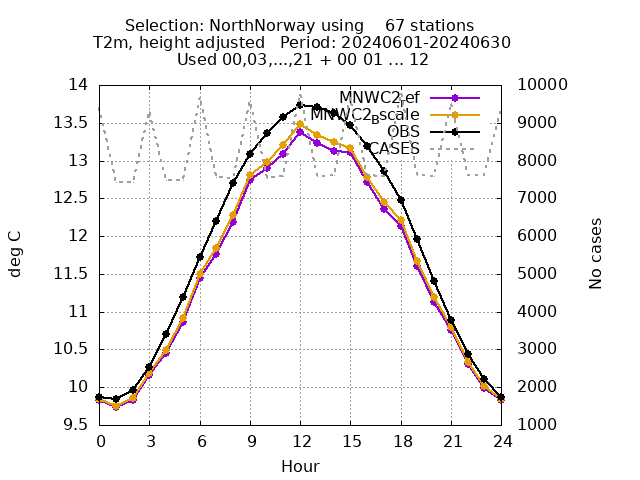 Selection: NorthNorway using    67 stations
T2m, height adjusted   Period: 20240601-20240630
Used 00,03,...,21 + 00 01 ... 12
14
13.5
13
12.5
12
11.5
11
10.5
10
9.5
deg C
10000
9000
8000
7000
6000
5000
4000
3000
2000
1000
No cases
MNWC2_ref
MNWC2_Bscale
OBS
CASES
0 3 6 9 12 15 18 21 24
Hour